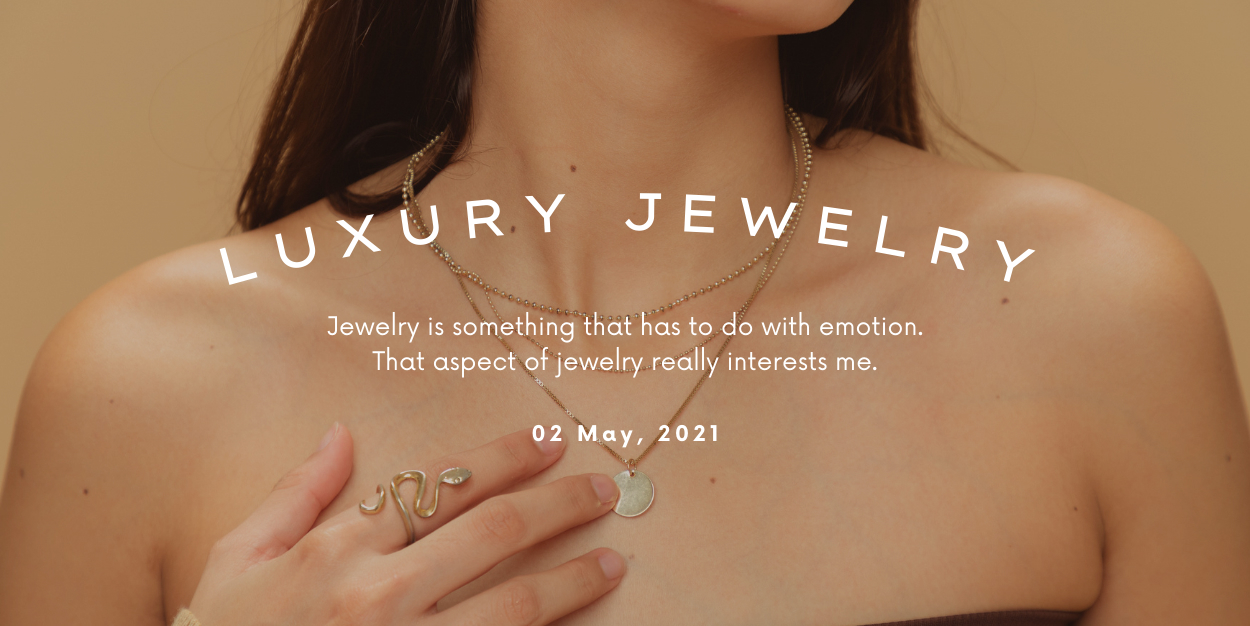 LUXURY JEWELRY
Jewelry is something that has to do with emotion.
That aspect of jewelry really interests me.
02 May, 2021